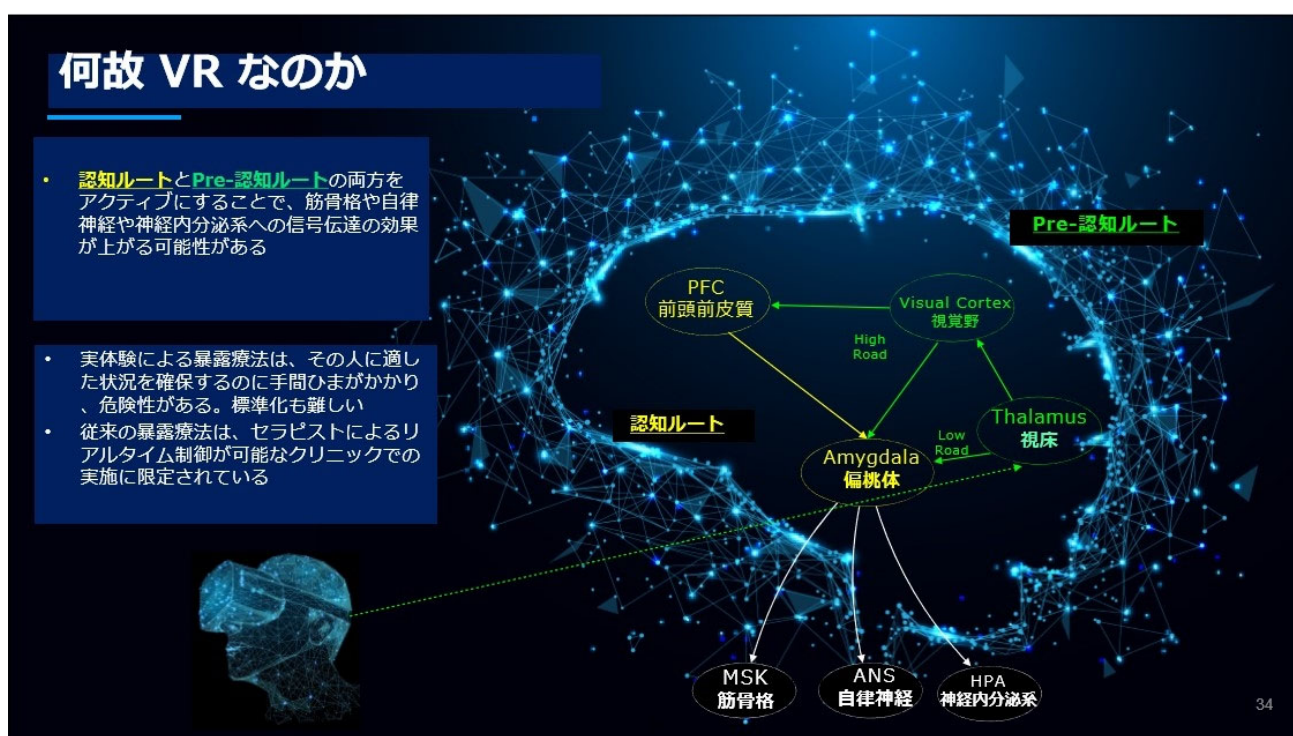 何故 VR なのか
• 認知ルートとPre-認知ルートの両方を
アクティブにすることで、筋骨格や自律
神経や神経内分泌系への信号伝達の効果
が上がる可能性がある
• 実体験による暴露療法は、その人に適し
た状況を確保するのに手間ひまがかかり
、危険性がある。標準化も難しい
• 従来の暴露療法は、セラピストによるリ
アルタイム制御が可能なクリニックでの
実施に限定されている
Pre-認知ルート
PFC
前頭前皮質
Visual Cortex
視覚野
High
Road
認知ルート
Thalamus
視床
Low
Road
Amygdala
偏桃体
MSK
筋骨格
ANS
自律神経
HPA
神経内分泌系
34